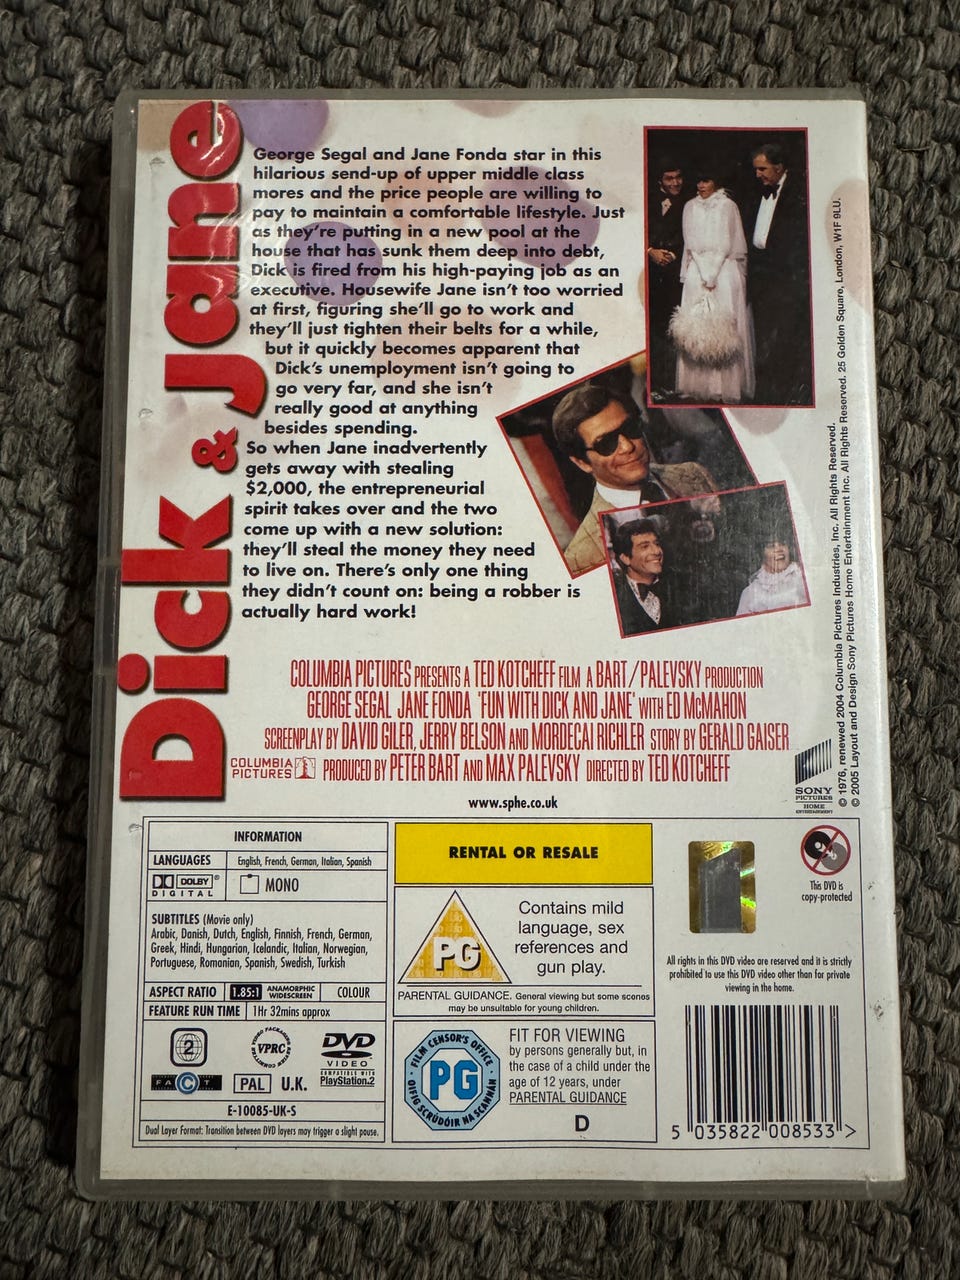 Dick & Jane
George Segal and Jane Fonda star in this
hilarious send-up of upper middle class
mores and the price people are willing to
pay to maintain a comfortable lifestyle. Just
as they're putting in a new pool at the
house that has sunk them deep into debt,
Dick is fired from his high-paying job as an
executive. Housewife Jane isn't too worried
at first, figuring she'll go to work and
they'll just tighten their belts for a while,
but it quickly becomes apparent that
Dick's unemployment isn't going to
go very far, and she isn't
really good at anything
besides spending.
So when Jane inadvertently
gets away with stealing
$2,000, the entrepreneurial
spirit takes over and the two
come up with a new solution:
they'll steal the money they need
to live on. There's only one thing
they didn't count on: being a robber is
actually hard work!
COLUMBIA PICTURES PRESENTS A TED KOTCHEFF FILM A BART/PALEVSKY PRODUCTION
GEORGE SEGAL JANE FONDA 'FUN WITH DICK AND JANE' WITH ED McMAHON
SCREENPLAY BY DAVID GILER, JERRY BELSON AND MORDECAI RICHLER STORY BY GERALD GAISER
COLUMBIA
PICTURES
PRODUCED BY PETER BART AND MAX PALEVSKY DIRECTED BY TED KOTCHEFF
www.sphe.co.uk
SONY
PICTURES
HOME
ENTERTAINMENT
© 1976, renewed 2004 Columbia Pictures Industries, Inc. All Rights Reserved.
© 2005 Layout and Design Sony Pictures Home Entertainment Inc. All Rights Reserved. 25 Golden Square, London, W1F 9LU.
INFORMATION
LANGUAGES English, French, German, Italian, Spanish
DOLBY®
DIGITAL
MONO
SUBTITLES (Movie only)
Arabic, Danish, Dutch, English, Finnish, French, German,
Greek, Hindi, Hungarian, Icelandic, Italian, Norwegian,
Portuguese, Romanian, Spanish, Swedish, Turkish
ASPECT RATIO 1.85:1 ANAMORPHIC WIDESCREEN COLOUR
FEATURE RUN TIME 1Hr 32mins approx
2
VIDEO PACKAGING REVIEW COMMITTEE
VPRC
DVD
VIDEO
COMPATIBLE WITH
PlayStation.2
FACT
PAL U.K.
E-10085-UK-S
Dual Layer Format: Transition between DVD layers may trigger a slight pause.
RENTAL OR RESALE
PG
Contains mild
language, sex
references and
gun play.
PARENTAL GUIDANCE. General viewing but some scenes
may be unsuitable for young children.
FILM CENSOR'S OFFICE
PG
OIFIG SCRÚDÓIR NA SCANNÁN
FIT FOR VIEWING
by persons generally but, in
the case of a child under the
age of 12 years, under
PARENTAL GUIDANCE
D
This DVD is
copy-protected
All rights in this DVD video are reserved and it is strictly
prohibited to use this DVD video other than for private
viewing in the home.
5 035822 008533 >